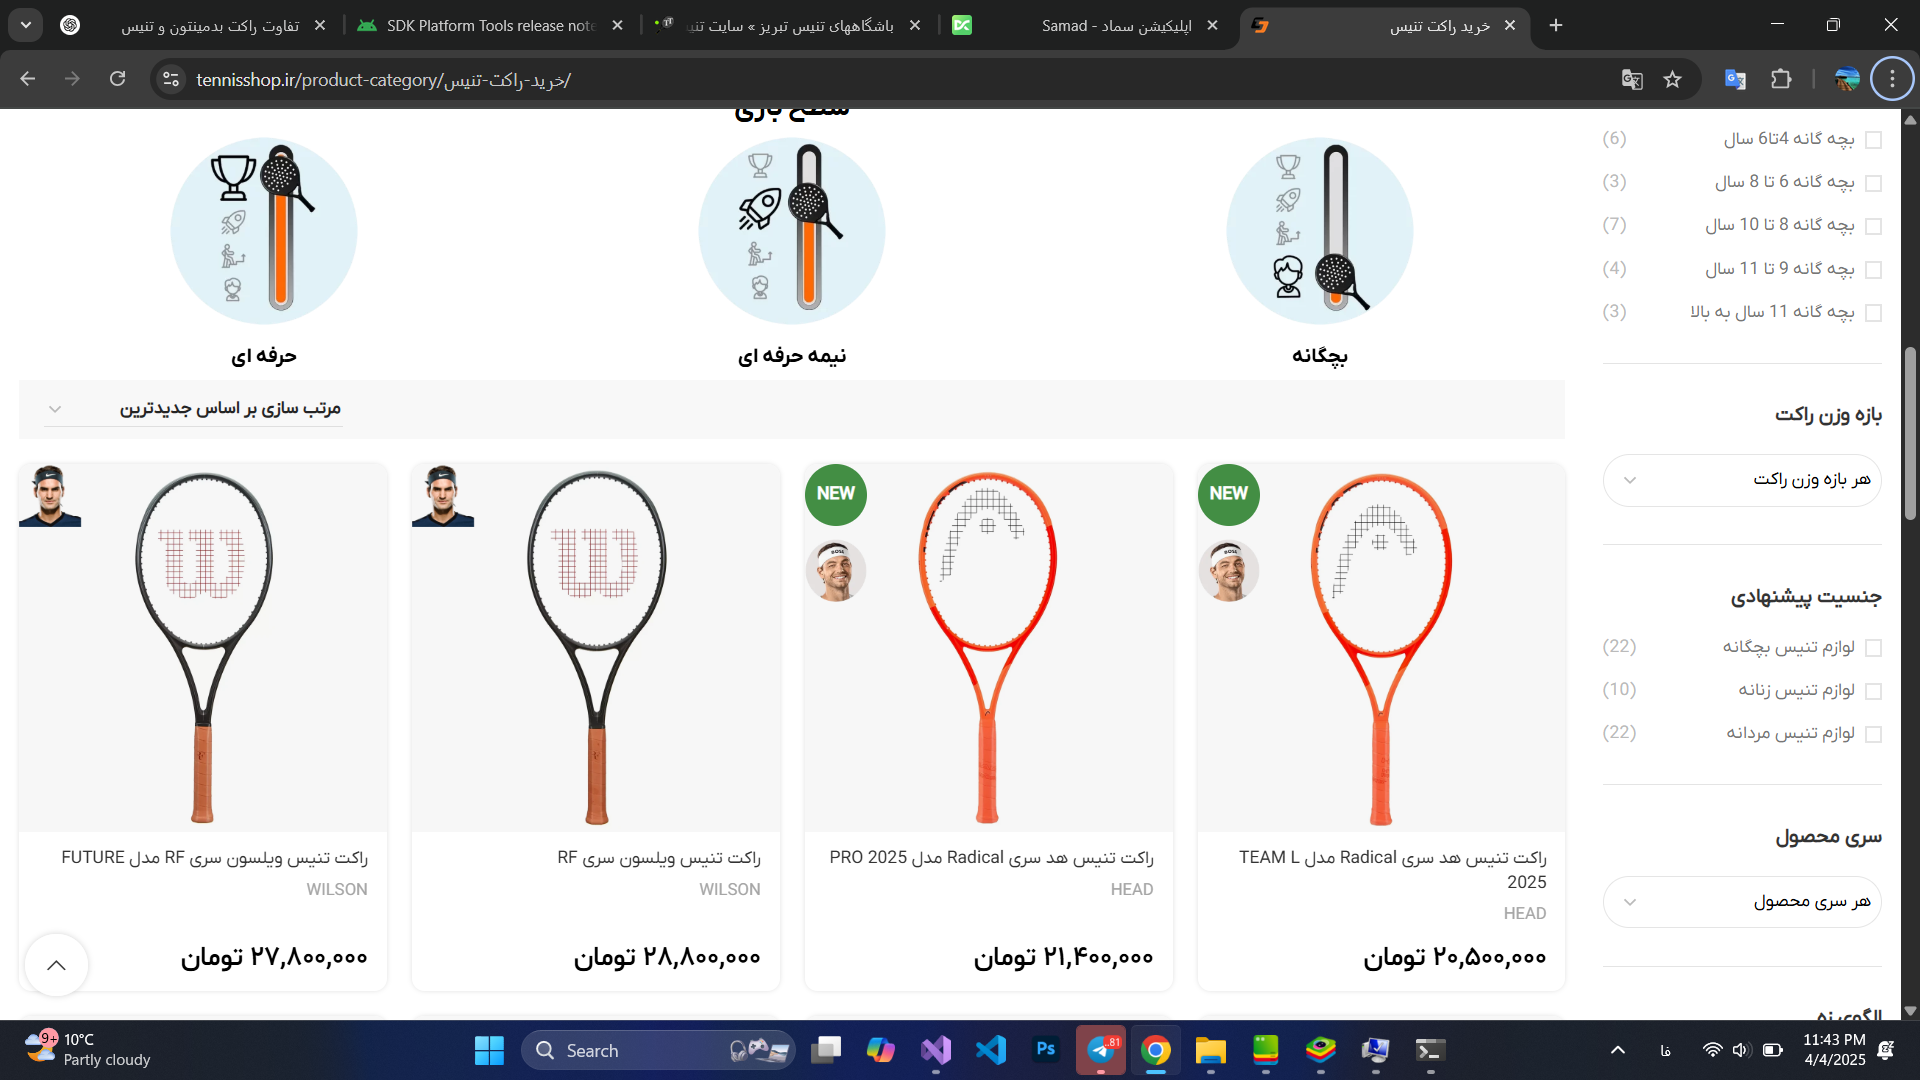 تفاوت راکت بدمینتون و تنیس
SDK Platform Tools release note
باشگاههای تنیس تبریز » سایت تنی
اپلیکیشن سماد - Samad
خرید راکت تنیس
tennisshop.ir/product-category/خرید-راکت-تنیس/
سطح بازی
حرفه ای
نیمه حرفه ای
بچگانه
مرتب سازی بر اساس جدیدترین
بچه گانه 4تا6 سال (6)
بچه گانه 6 تا 8 سال (3)
بچه گانه 8 تا 10 سال (7)
بچه گانه 9 تا 11 سال (4)
بچه گانه 11 سال به بالا (3)
بازه وزن راکت
هر بازه وزن راکت
جنسیت پیشنهادی
لوازم تنیس بچگانه (22)
لوازم تنیس زنانه (10)
لوازم تنیس مردانه (22)
سری محصول
هر سری محصول
الگوی زه
NEW
راکت تنیس هد سری Radical مدل TEAM L
2025
HEAD
۲۰,۵۰۰,۰۰۰ تومان
NEW
راکت تنیس هد سری Radical مدل PRO 2025
HEAD
۲۱,۴۰۰,۰۰۰ تومان
راکت تنیس ویلسون سری RF
WILSON
۲۸,۸۰۰,۰۰۰ تومان
راکت تنیس ویلسون سری RF مدل FUTURE
WILSON
۲۷,۸۰۰,۰۰۰ تومان
9+
10°C
Partly cloudy
Search
Ps
81
فا
11:43 PM
4/4/2025